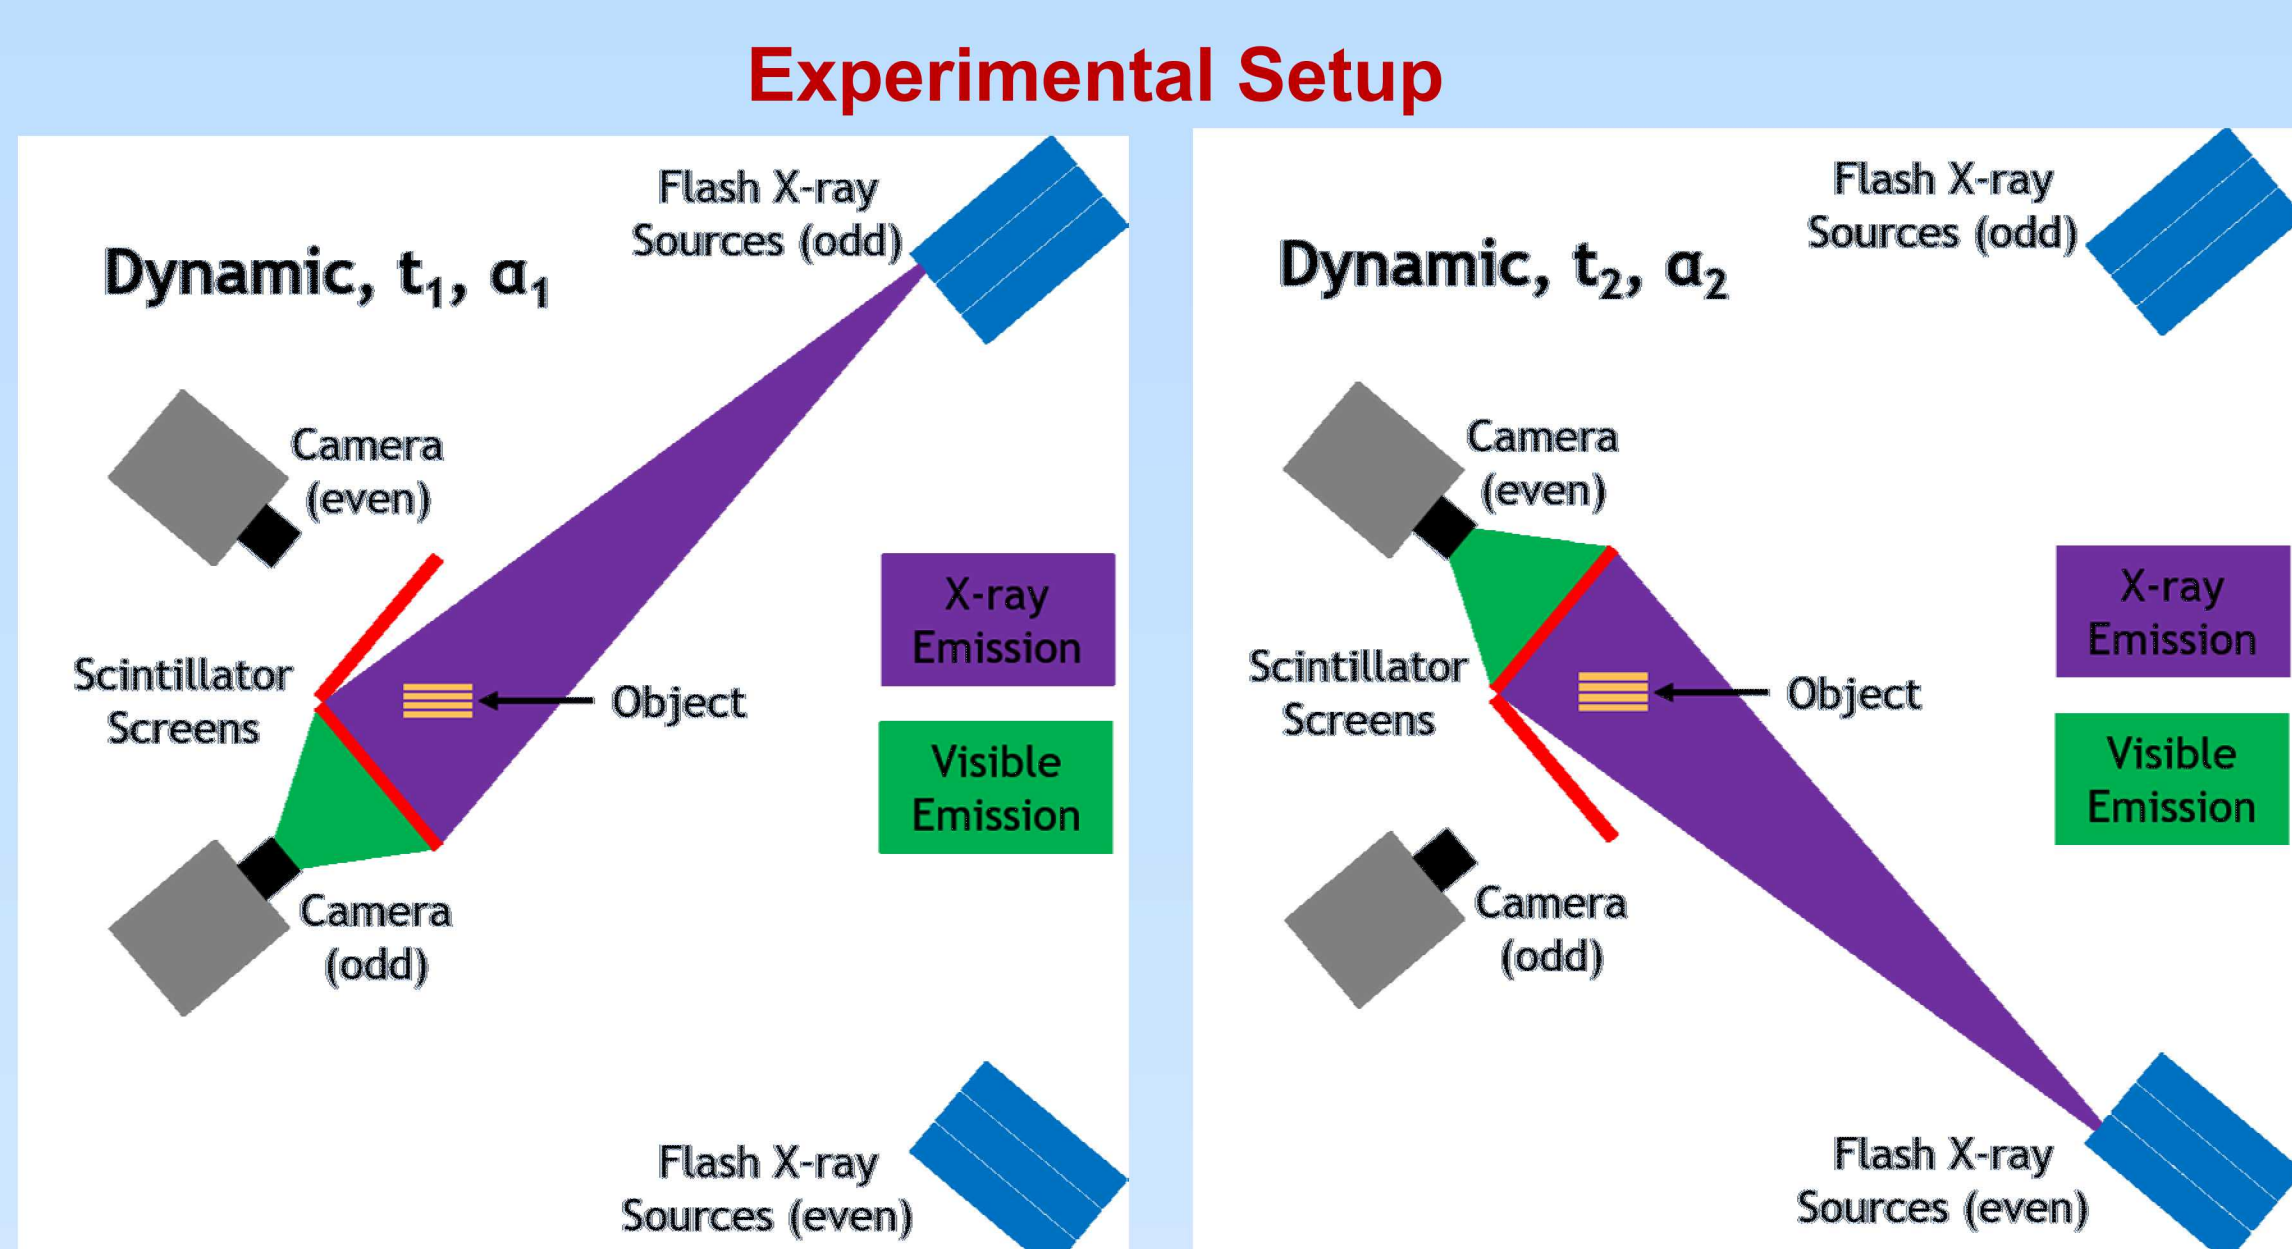 Experimental Setup
Flash X-ray
Sources (odd)
Dynamic, t₁, α₁
Camera
(even)
X-ray
Emission
Scintillator
Screens
Object
Visible
Emission
Camera
(odd)
Flash X-ray
Sources (even)
Flash X-ray
Sources (odd)
Dynamic, t₂, α₂
Camera
(even)
X-ray
Emission
Scintillator
Screens
Object
Visible
Emission
Camera
(odd)
Flash X-ray
Sources (even)